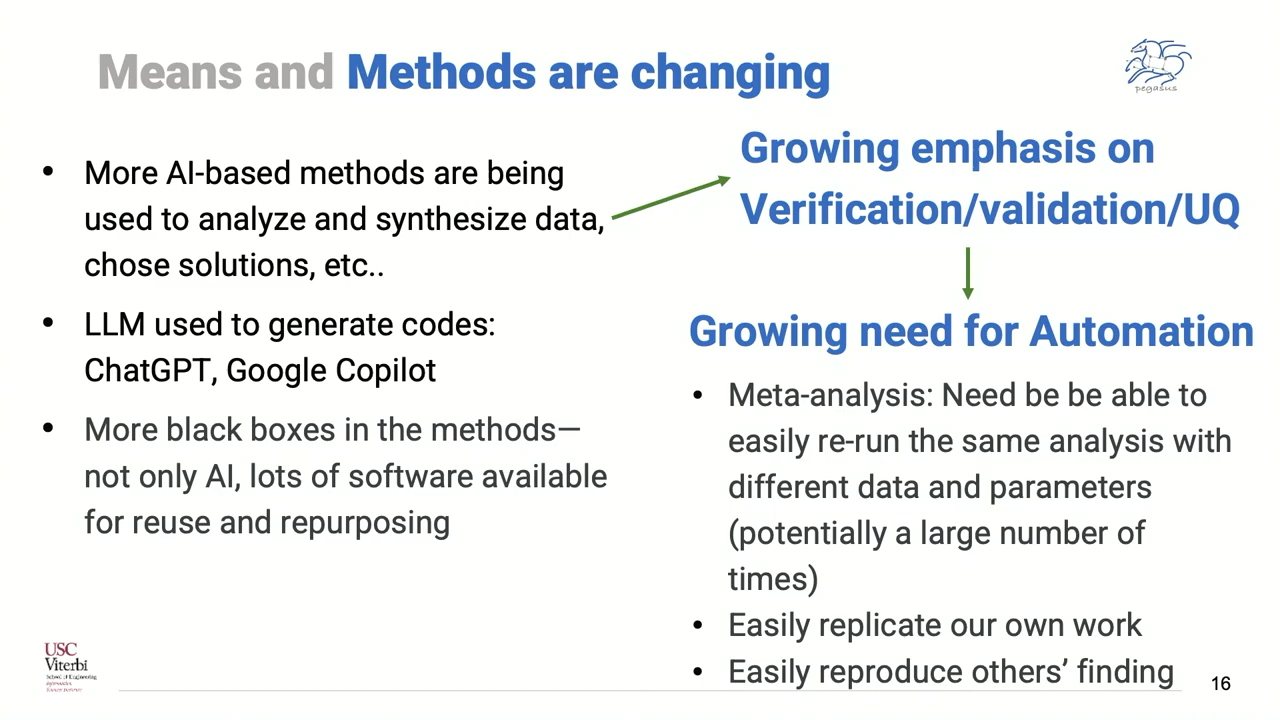 Means and Methods are changing
pegasus
• More AI-based methods are being
used to analyze and synthesize data,
chose solutions, etc..
• LLM used to generate codes:
ChatGPT, Google Copilot
• More black boxes in the methods—
not only AI, lots of software available
for reuse and repurposing
Growing emphasis on
Verification/validation/UQ
Growing need for Automation
• Meta-analysis: Need be be able to
easily re-run the same analysis with
different data and parameters
(potentially a large number of
times)
• Easily replicate our own work
• Easily reproduce others’ finding
USC
Viterbi
School of Engineering
Information
Sciences Institute
16